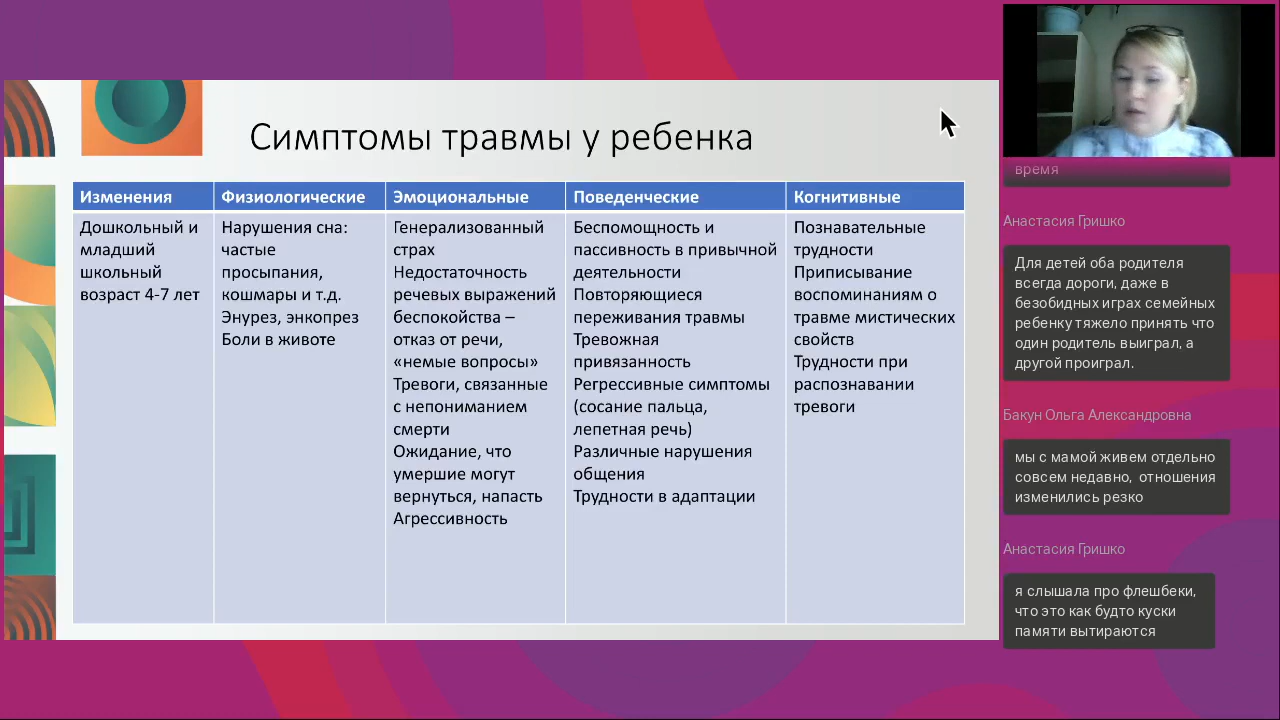 Симптомы травмы у ребенка
Изменения
Физиологические
Эмоциональные
Поведенческие
Когнитивные
Дошкольный и
младший
школьный
возраст 4-7 лет
Нарушения сна:
частые
просыпания,
кошмары и т.д.
Энурез, энкопрез
Боли в животе
Генерализованный
страх
Недостаточность
речевых выражений
беспокойства –
отказ от речи,
«немые вопросы»
Тревоги, связанные
с непониманием
смерти
Ожидание, что
умершие могут
вернуться, напасть
Агрессивность
Беспомощность и
пассивность в привычной
деятельности
Повторяющиеся
переживания травмы
Тревожная
привязанность
Регрессивные симптомы
(сосание пальца,
лепетная речь)
Различные нарушения
общения
Трудности в адаптации
Познавательные
трудности
Приписывание
воспоминаниям о
травме мистических
свойств
Трудности при
распознавании
тревоги
время
Анастасия Гришко
Для детей оба родителя
всегда дороги, даже в
безобидных играх семейных
ребенку тяжело принять что
один родитель выиграл, а
другой проиграл.
Бакун Ольга Александровна
мы с мамой живем отдельно
совсем недавно, отношения
изменились резко
Анастасия Гришко
я слышала про флешбеки,
что это как будто куски
памяти вытираются